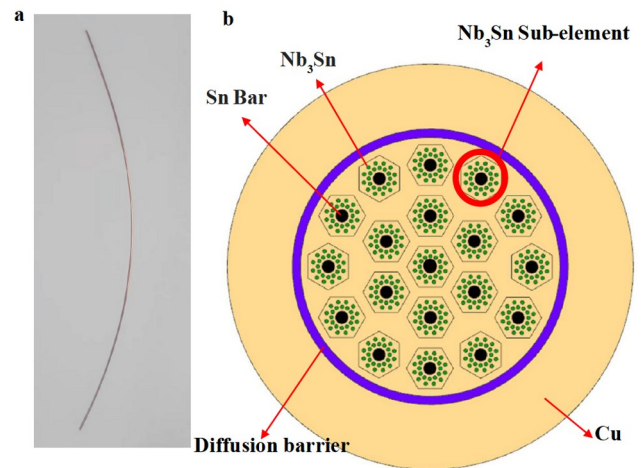 a
b
Nb₃Sn Sub-element
Nb₃Sn
Sn Bar
Diffusion barrier
Cu